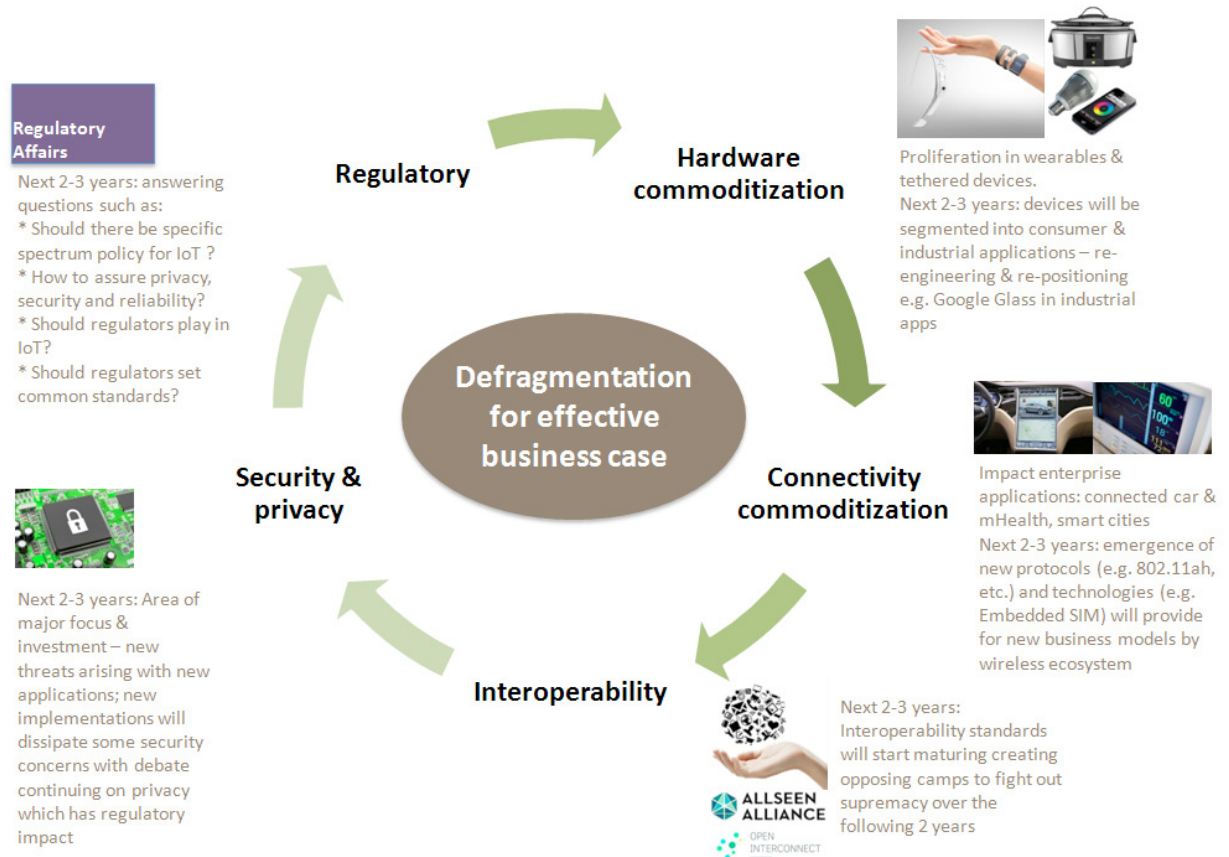 Regulatory
Affairs
Next 2-3 years: answering
questions such as:
* Should there be specific
spectrum policy for IoT ?
* How to assure privacy,
security and reliability?
* Should regulators play in
IoT?
* Should regulators set
common standards?
Regulatory
Hardware
commoditization
Proliferation in wearables &
tethered devices.
Next 2-3 years: devices will be
segmented into consumer &
industrial applications – re-
engineering & re-positioning
e.g. Google Glass in industrial
apps
Defragmentation
for effective
business case
Connectivity
commoditization
60
100
18
Impact enterprise
applications: connected car &
mHealth, smart cities
Next 2-3 years: emergence of
new protocols (e.g. 802.11ah,
etc.) and technologies (e.g.
Embedded SIM) will provide
for new business models by
wireless ecosystem
Interoperability
Next 2-3 years:
Interoperability standards
will start maturing creating
opposing camps to fight out
supremacy over the
following 2 years
ALLSEEN
ALLIANCE
OPEN
INTERCONNECT
Security &
privacy
Next 2-3 years: Area of
major focus &
investment – new
threats arising with new
applications; new
implementations will
dissipate some security
concerns with debate
continuing on privacy
which has regulatory
impact